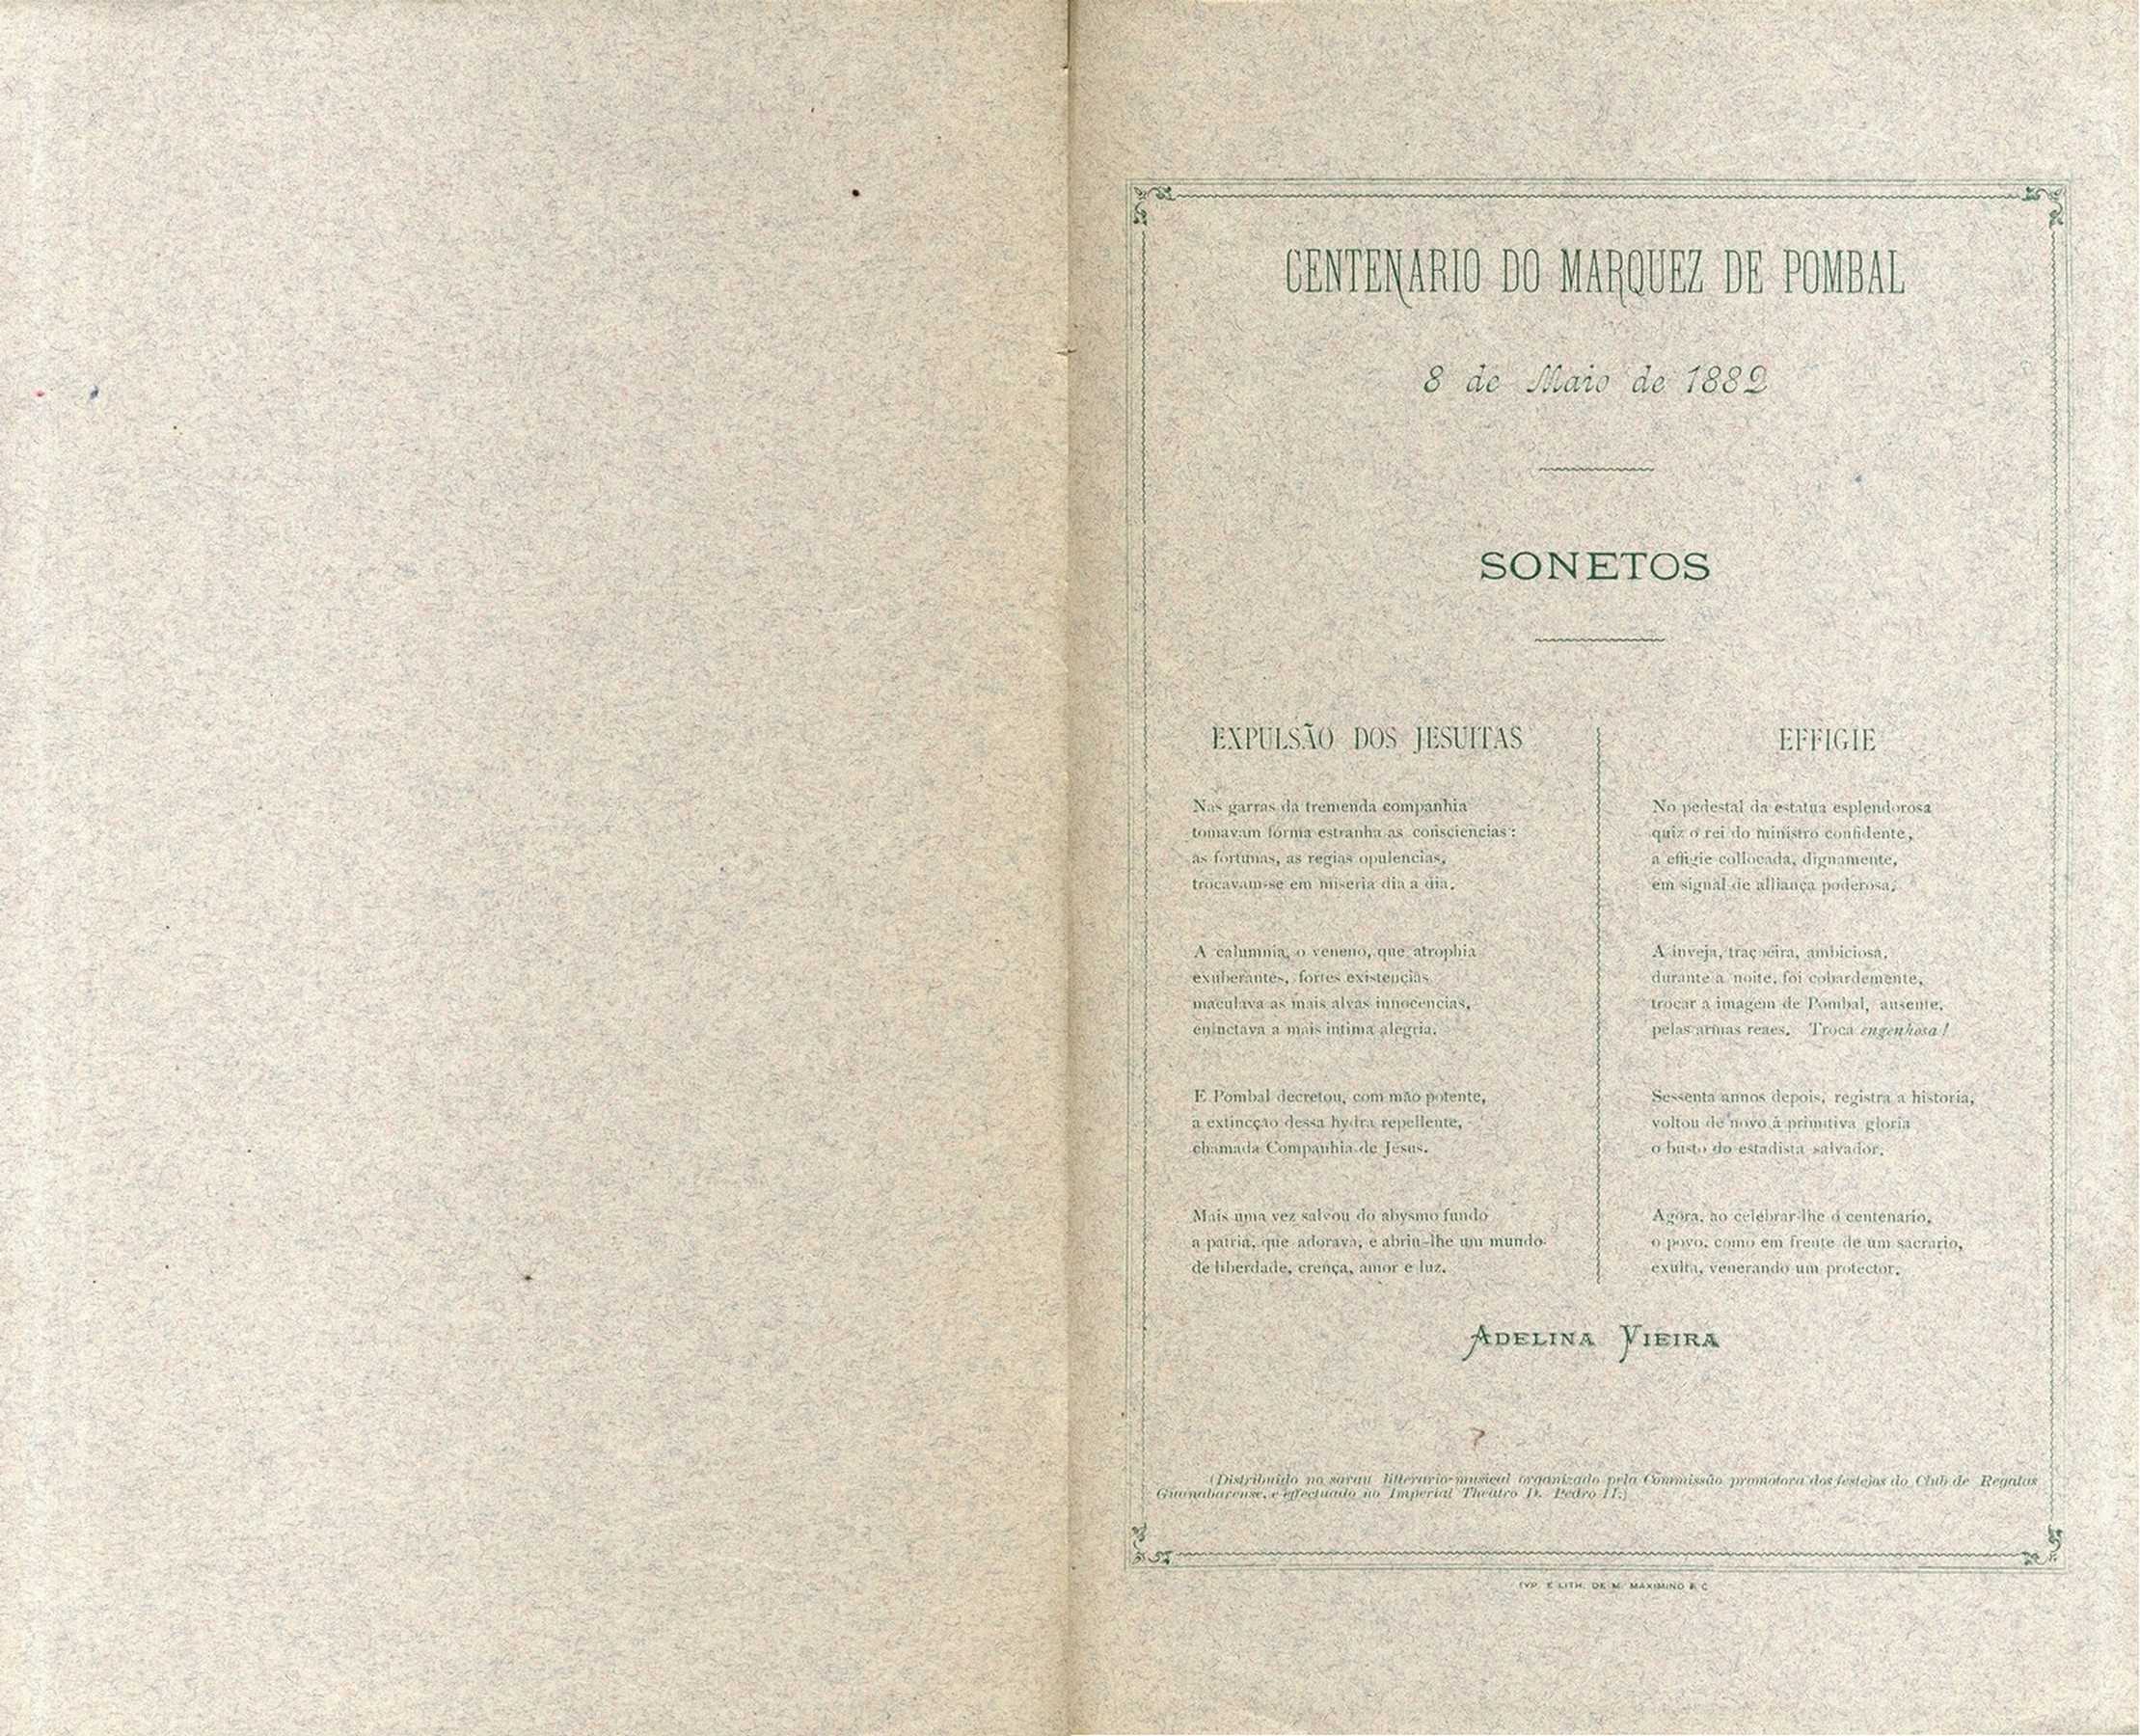 CENTENARIO DO MARQUEZ DE POMBAL
8 de Maio de 1882
SONETOS
EXPULSÃO DOS JESUITAS
Nas garras da tremenda companhia
tomavam fórma estranha as consciencias:
as fortunas, as regias opulencias,
trocavam-se em miseria dia a dia.
A calumnia, o veneno, que atrophia
exuberantes, fortes existencias
maculava as mais alvas innocencias,
enluctava a mais intima alegria.
E Pombal decretou, com mão potente,
a extincção dessa hydra repellente,
chamada Companhia de Jesus.
Mais uma vez salvou do abysmo fundo
a patria, que adorava, e abriu-lhe um mundo
de liberdade, crença, amor e luz.
EFFIGIE
No pedestal da estatua esplendorosa
quiz o rei do ministro confidente,
a effigie collocada, dignamente,
em signal de alliança poderosa.
A inveja, traçoeira, ambiciosa,
durante a noite, foi cobardemente,
trocar a imagem de Pombal, ausente,
pelas armas reaes. Troca engenhosa!
Sessenta annos depois, registra a historia,
voltou de novo á primitiva gloria
o busto do estadista salvador.
Agora, ao celebrar-lhe o centenario,
o povo, como em frente de um sacrario,
exulta, venerando um protector.
ADELINA VIEIRA
(Distribuido no sarau litterario-musical organizado pela Commissão promotora dos festejos do Club de Regatas
Guanabarense, e effectuado no Imperial Theatro D. Pedro II.)
TYP. E LITH. DE M. MAXIMINO & C